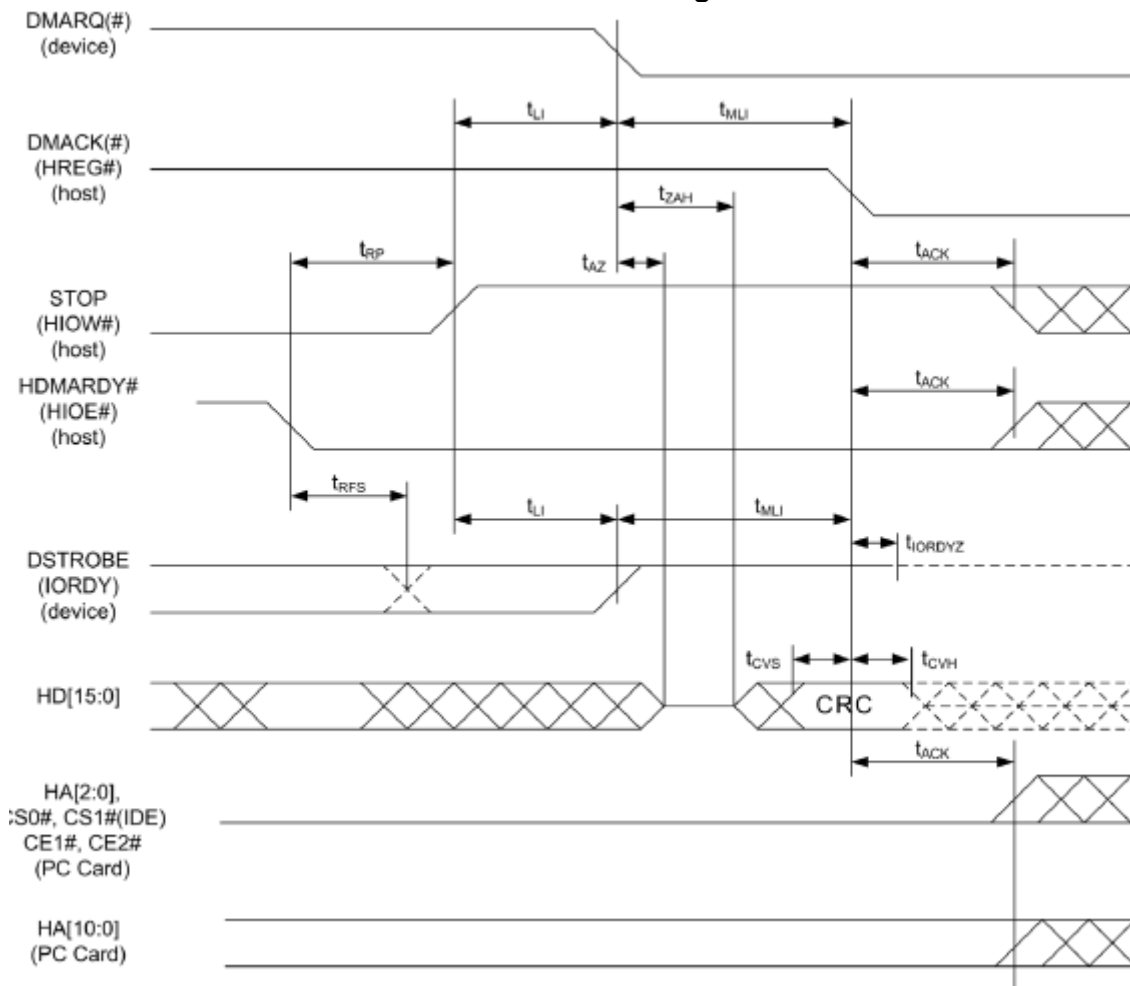 DMARQ(#)
(device)
tLI
tMLI
DMACK(#)
(HREG#)
(host)
tZAH
tRP
tAZ
tACK
STOP
(HIOW#)
(host)
HDMARDY#
(HIOE#)
(host)
tACK
tRFS
tLI
tMLI
tIORDYZ
DSTROBE
(IORDY)
(device)
tCVS
tCVH
HD[15:0]
CRC
tACK
HA[2:0],
CS0#, CS1#(IDE)
CE1#, CE2#
(PC Card)
HA[10:0]
(PC Card)